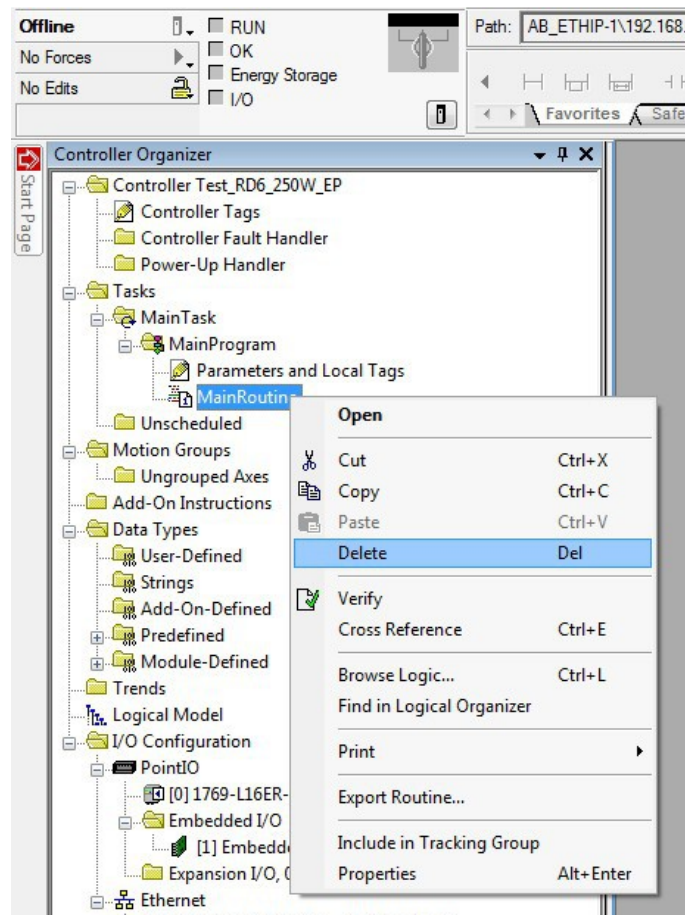 Offline
RUN
No Forces
OK
Energy Storage
No Edits
I/O
Path: AB_ETHIP-1\192.168.
Favorites
Safe
Start Page
Controller Organizer
Controller Test_RD6_250W_EP
Controller Tags
Controller Fault Handler
Power-Up Handler
Tasks
MainTask
MainProgram
Parameters and Local Tags
MainRoutin
Unscheduled
Motion Groups
Ungrouped Axes
Add-On Instructions
Data Types
User-Defined
Strings
Add-On-Defined
Predefined
Module-Defined
Trends
Logical Model
I/O Configuration
PointIO
[0] 1769-L16ER-
Embedded I/O
[1] Embedde
Expansion I/O, 0
Ethernet
Open
Cut Ctrl+X
Copy Ctrl+C
Paste Ctrl+V
Delete Del
Verify
Cross Reference Ctrl+E
Browse Logic... Ctrl+L
Find in Logical Organizer
Print
Export Routine...
Include in Tracking Group
Properties Alt+Enter